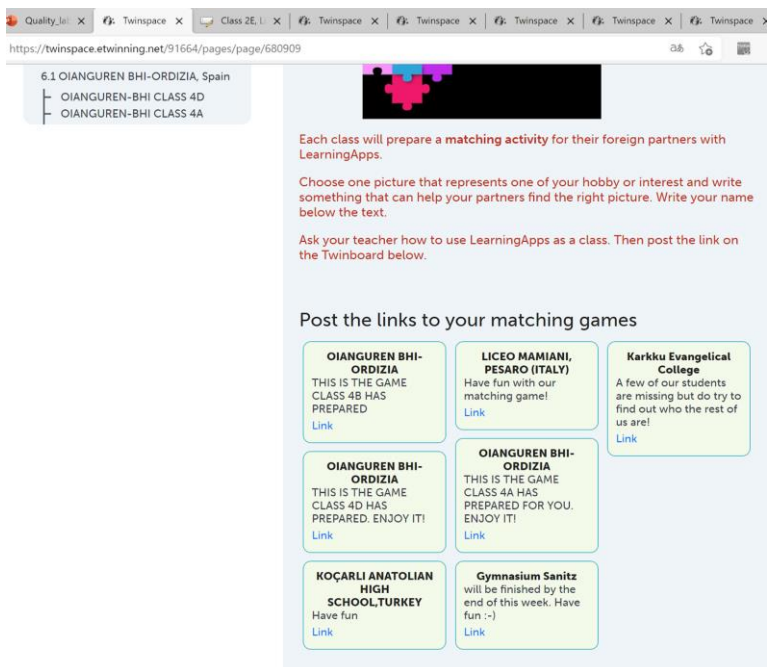 Quality_la
Twinspace
Class 2E, L
Twinspace
Twinspace
Twinspace
Twinspace
Twinspace
https://twinspace.etwinning.net/91664/pages/page/680909
6.1 OIANGUREN BHI-ORDIZIA, Spain
OIANGUREN-BHI CLASS 4D
OIANGUREN-BHI CLASS 4A
Each class will prepare a matching activity for their foreign partners with
LearningApps.
Choose one picture that represents one of your hobby or interest and write
something that can help your partners find the right picture. Write your name
below the text.
Ask your teacher how to use LearningApps as a class. Then post the link on
the Twinboard below.
Post the links to your matching games
OIANGUREN BHI-
ORDIZIA
THIS IS THE GAME
CLASS 4B HAS
PREPARED
Link
OIANGUREN BHI-
ORDIZIA
THIS IS THE GAME
CLASS 4D HAS
PREPARED. ENJOY IT!
Link
KOÇARLI ANATOLIAN
HIGH
SCHOOL,TURKEY
Have fun
Link
LICEO MAMIANI,
PESARO (ITALY)
Have fun with our
matching game!
Link
OIANGUREN BHI-
ORDIZIA
THIS IS THE GAME
CLASS 4A HAS
PREPARED FOR YOU.
ENJOY IT!
Link
Gymnasium Sanitz
will be finished by the
end of this week. Have
fun :-)
Link
Karkku Evangelical
College
A few of our students
are missing but do try to
find out who the rest of
us are!
Link